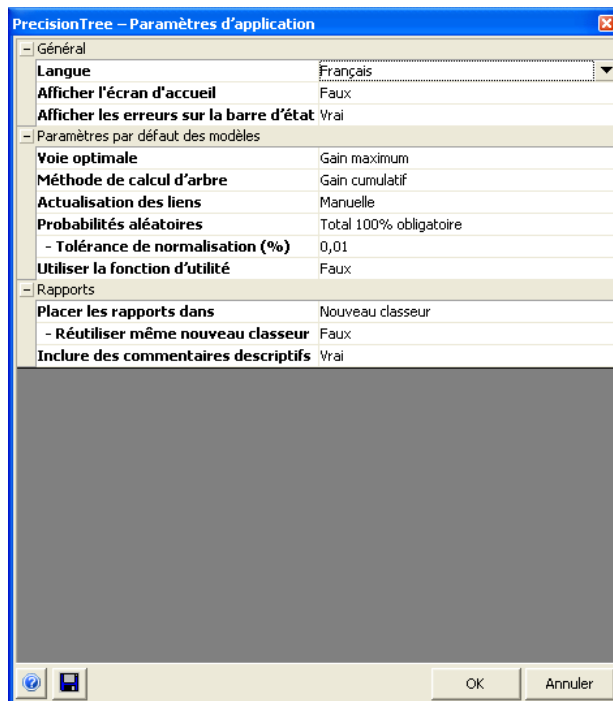 PrecisionTree – Paramètres d'application
Général
Langue Français
Afficher l'écran d'accueil Faux
Afficher les erreurs sur la barre d'état Vrai
Paramètres par défaut des modèles
Voie optimale Gain maximum
Méthode de calcul d'arbre Gain cumulatif
Actualisation des liens Manuelle
Probabilités aléatoires Total 100% obligatoire
- Tolérance de normalisation (%) 0,01
Utiliser la fonction d'utilité Faux
Rapports
Placer les rapports dans Nouveau classeur
- Réutiliser même nouveau classeur Faux
Inclure des commentaires descriptifs Vrai
OK Annuler